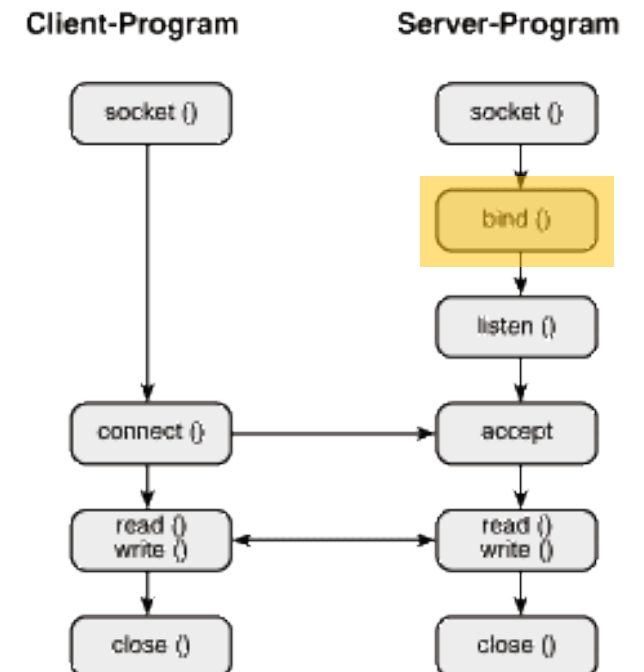 Client-Program
Server-Program
socket ()
socket ()
bind ()
listen ()
connect ()
accept
read ()
write ()
read ()
write ()
close ()
close ()